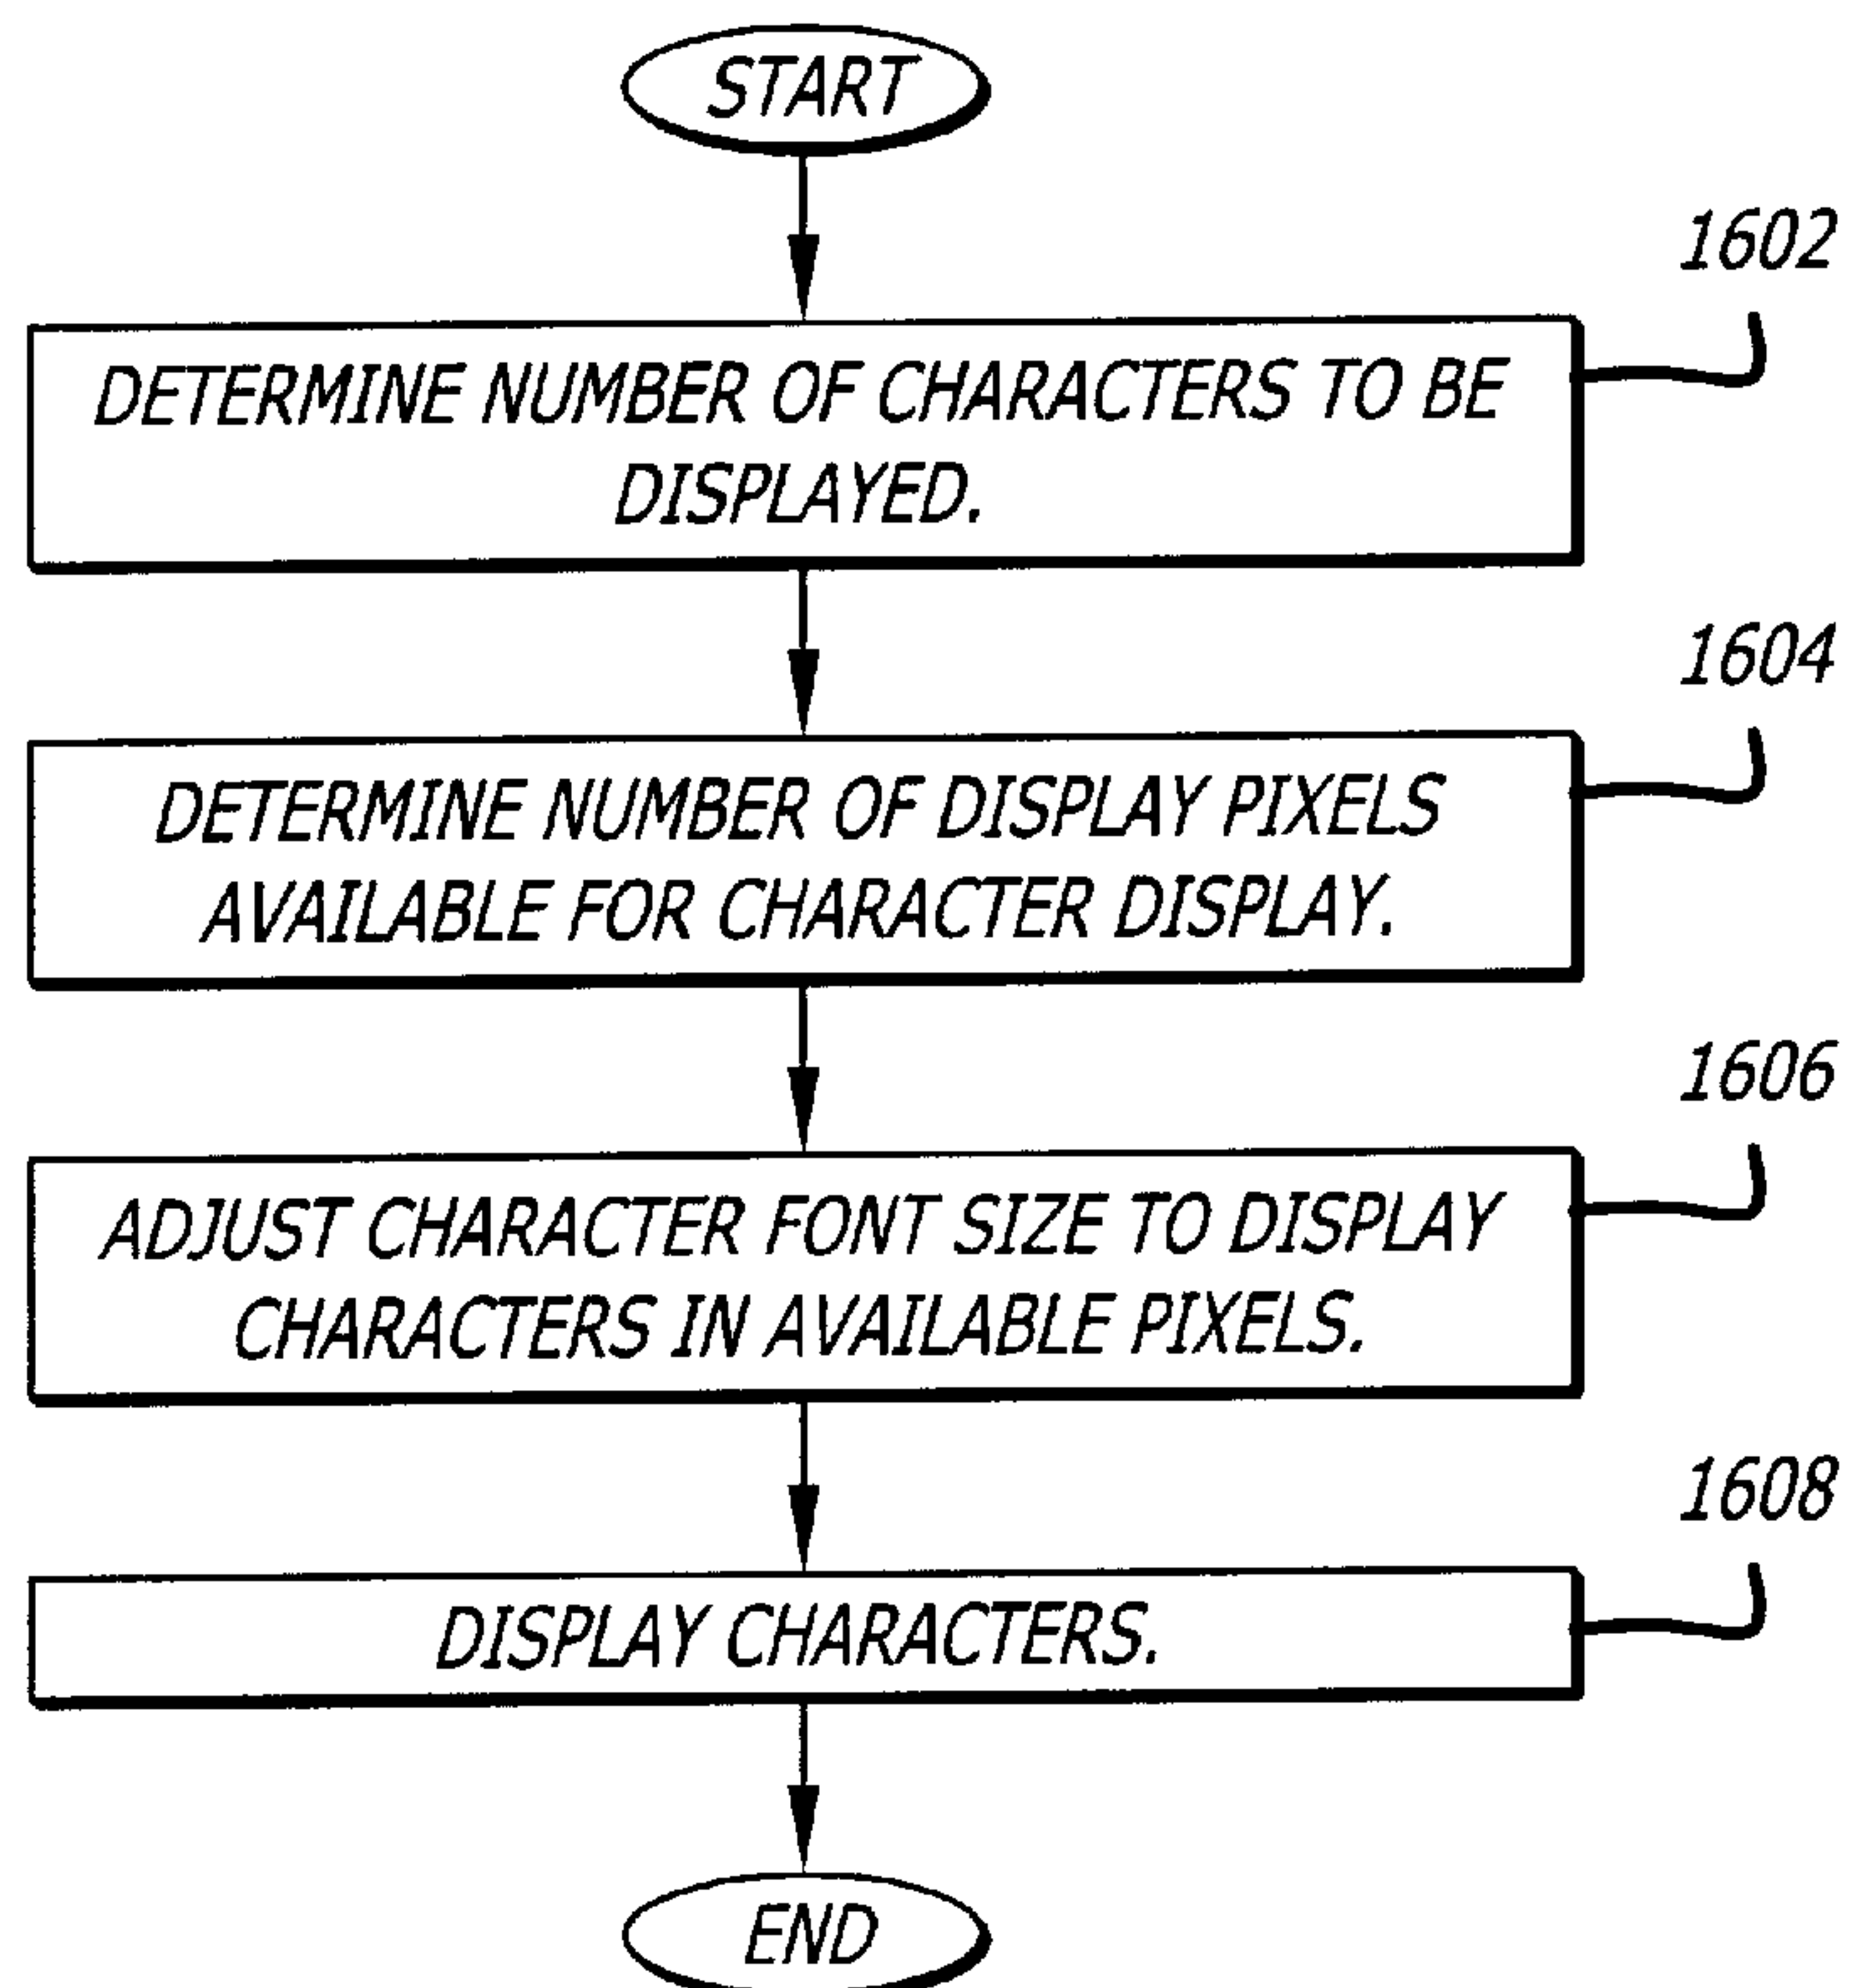 START
1602
DETERMINE NUMBER OF CHARACTERS TO BE
DISPLAYED.
1604
DETERMINE NUMBER OF DISPLAY PIXELS
AVAILABLE FOR CHARACTER DISPLAY.
1606
ADJUST CHARACTER FONT SIZE TO DISPLAY
CHARACTERS IN AVAILABLE PIXELS.
1608
DISPLAY CHARACTERS.
END